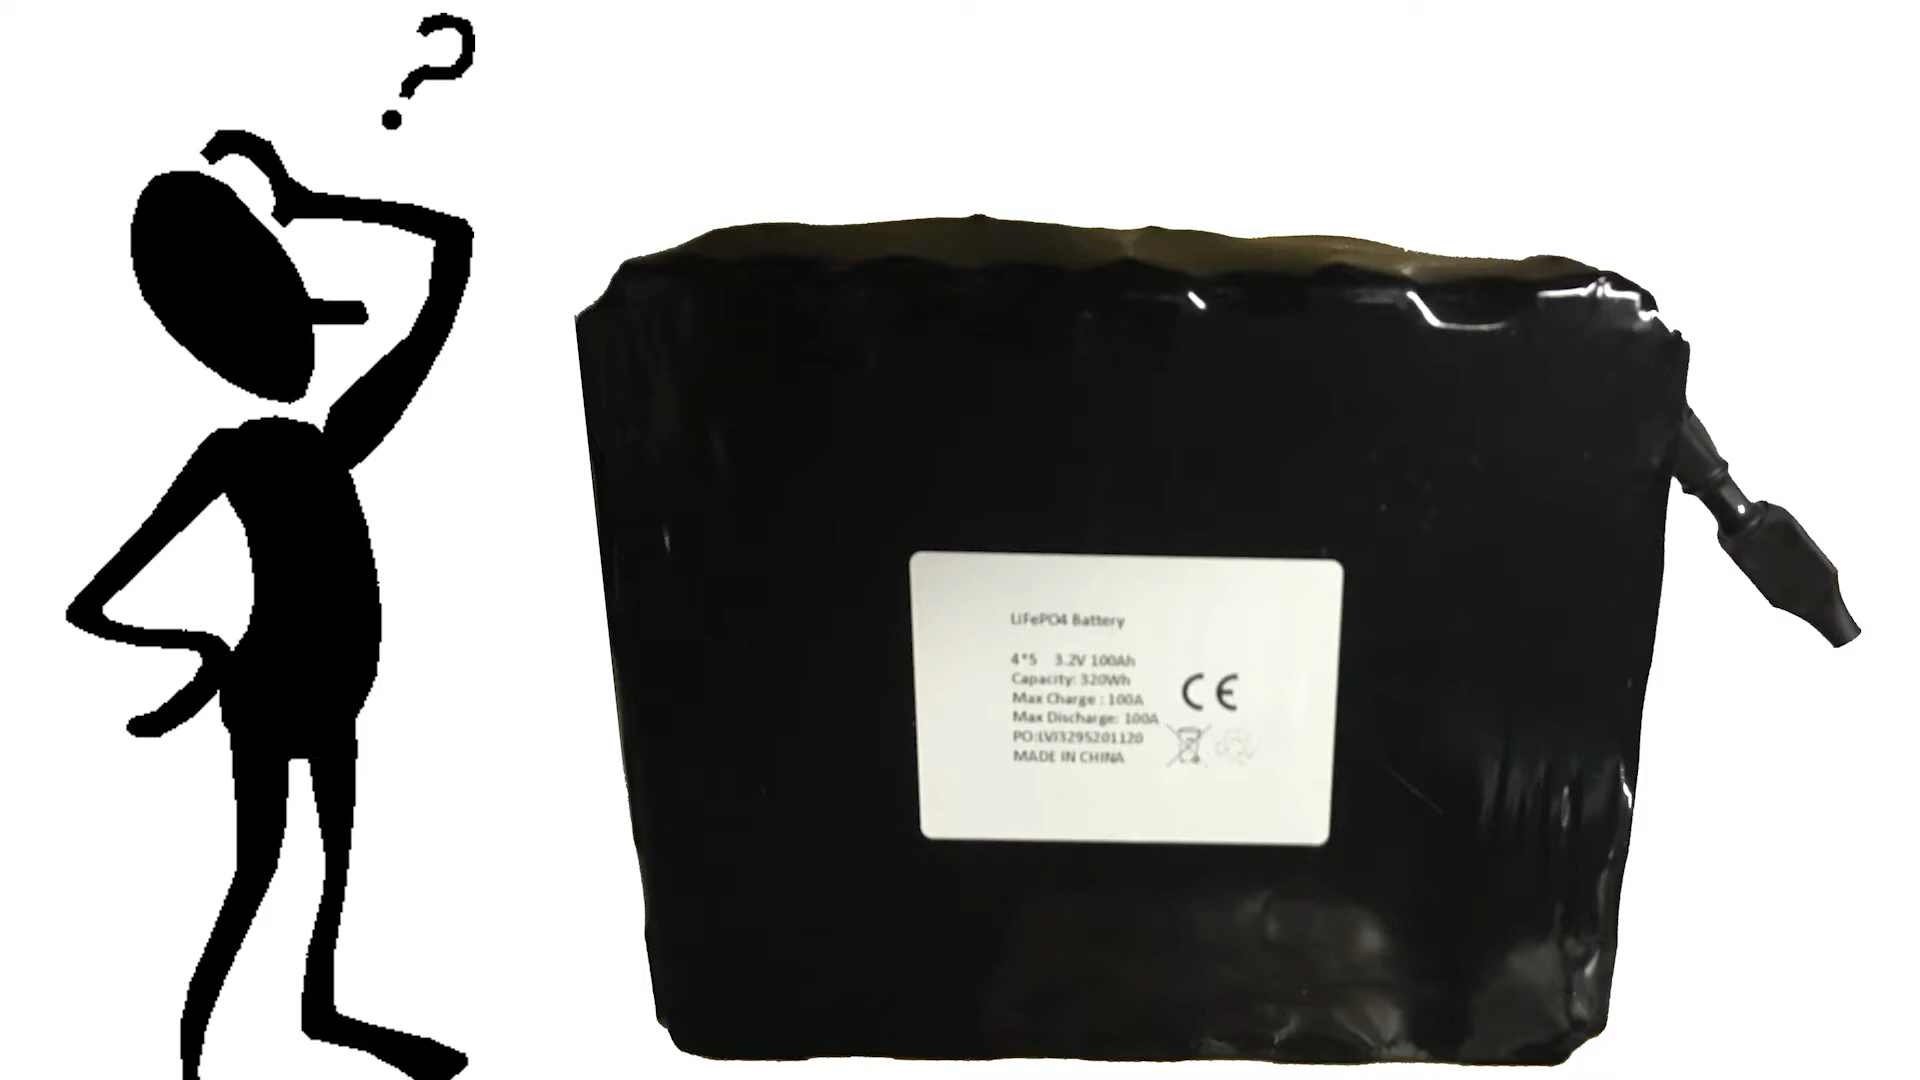 ?
LiFePO4 Battery
4*5 3.2V 100Ah
Capacity: 320Wh
Max Charge : 100A
Max Discharge: 100A
PO:LVJ3295201120
MADE IN CHINA
CE